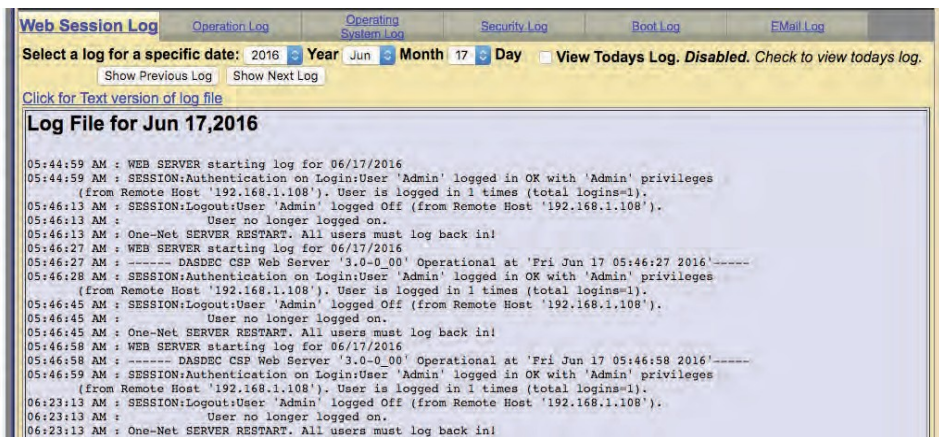 Web Session Log Operation Log Operating System Log Security Log Boot Log EMail Log
Select a log for a specific date: 2016 Year Jun Month 17 Day View Todays Log. Disabled. Check to view todays log.
Show Previous Log Show Next Log
Click for Text version of log file
Log File for Jun 17,2016
05:44:59 AM : WEB SERVER starting log for 06/17/2016
05:44:59 AM : SESSION:Authentication on Login:User 'Admin' logged in OK with 'Admin' privileges
(from Remote Host '192.168.1.108'). User is logged in 1 times (total logins=1).
05:46:13 AM : SESSION:Logout:User 'Admin' logged Off (from Remote Host '192.168.1.108').
05:46:13 AM : User no longer logged on.
05:46:13 AM : One-Net SERVER RESTART. All users must log back in!
05:46:27 AM : WEB SERVER starting log for 06/17/2016
05:46:27 AM : ------ DASDEC CSP Web Server '3.0-0_00' Operational at 'Fri Jun 17 05:46:27 2016'-----
05:46:28 AM : SESSION:Authentication on Login:User 'Admin' logged in OK with 'Admin' privileges
(from Remote Host '192.168.1.108'). User is logged in 1 times (total logins=1).
05:46:45 AM : SESSION:Logout:User 'Admin' logged Off (from Remote Host '192.168.1.108').
05:46:45 AM : User no longer logged on.
05:46:45 AM : One-Net SERVER RESTART. All users must log back in!
05:46:58 AM : WEB SERVER starting log for 06/17/2016
05:46:58 AM : ------ DASDEC CSP Web Server '3.0-0_00' Operational at 'Fri Jun 17 05:46:58 2016'-----
05:46:59 AM : SESSION:Authentication on Login:User 'Admin' logged in OK with 'Admin' privileges
(from Remote Host '192.168.1.108'). User is logged in 1 times (total logins=1).
06:23:13 AM : SESSION:Logout:User 'Admin' logged Off (from Remote Host '192.168.1.108').
06:23:13 AM : User no longer logged on.
06:23:13 AM : One-Net SERVER RESTART. All users must log back in!